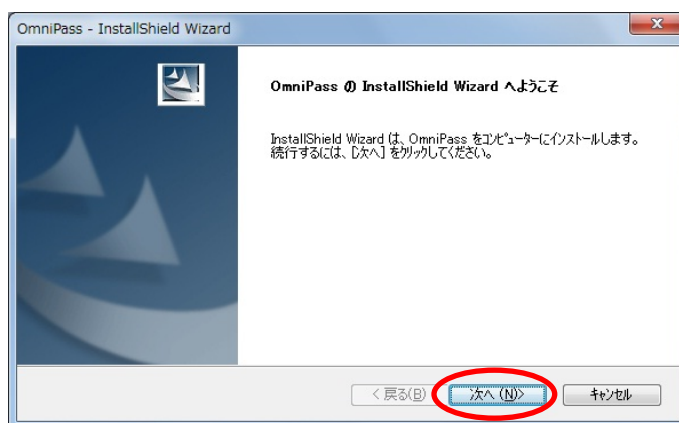 OmniPass - InstallShield Wizard
OmniPass の InstallShield Wizard へようこそ
InstallShield Wizard は、OmniPass をコンピューターにインストールします。
続行するには、[次へ] をクリックしてください。
< 戻る(B)
次へ (N)>
キャンセル